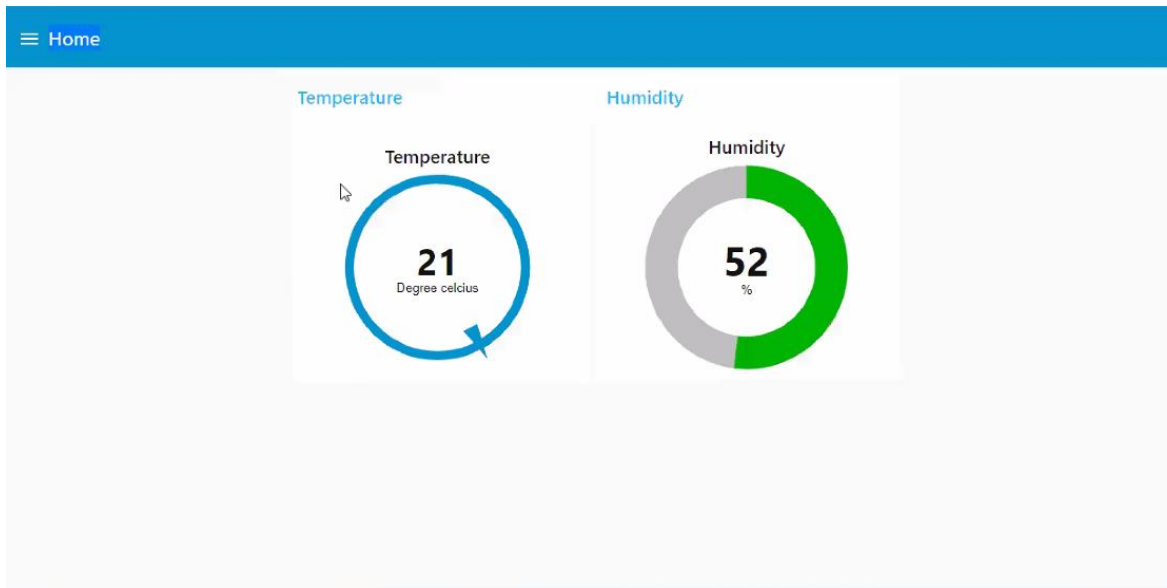 Home
Temperature
Humidity
Temperature
21
Degree celcius
Humidity
52
%